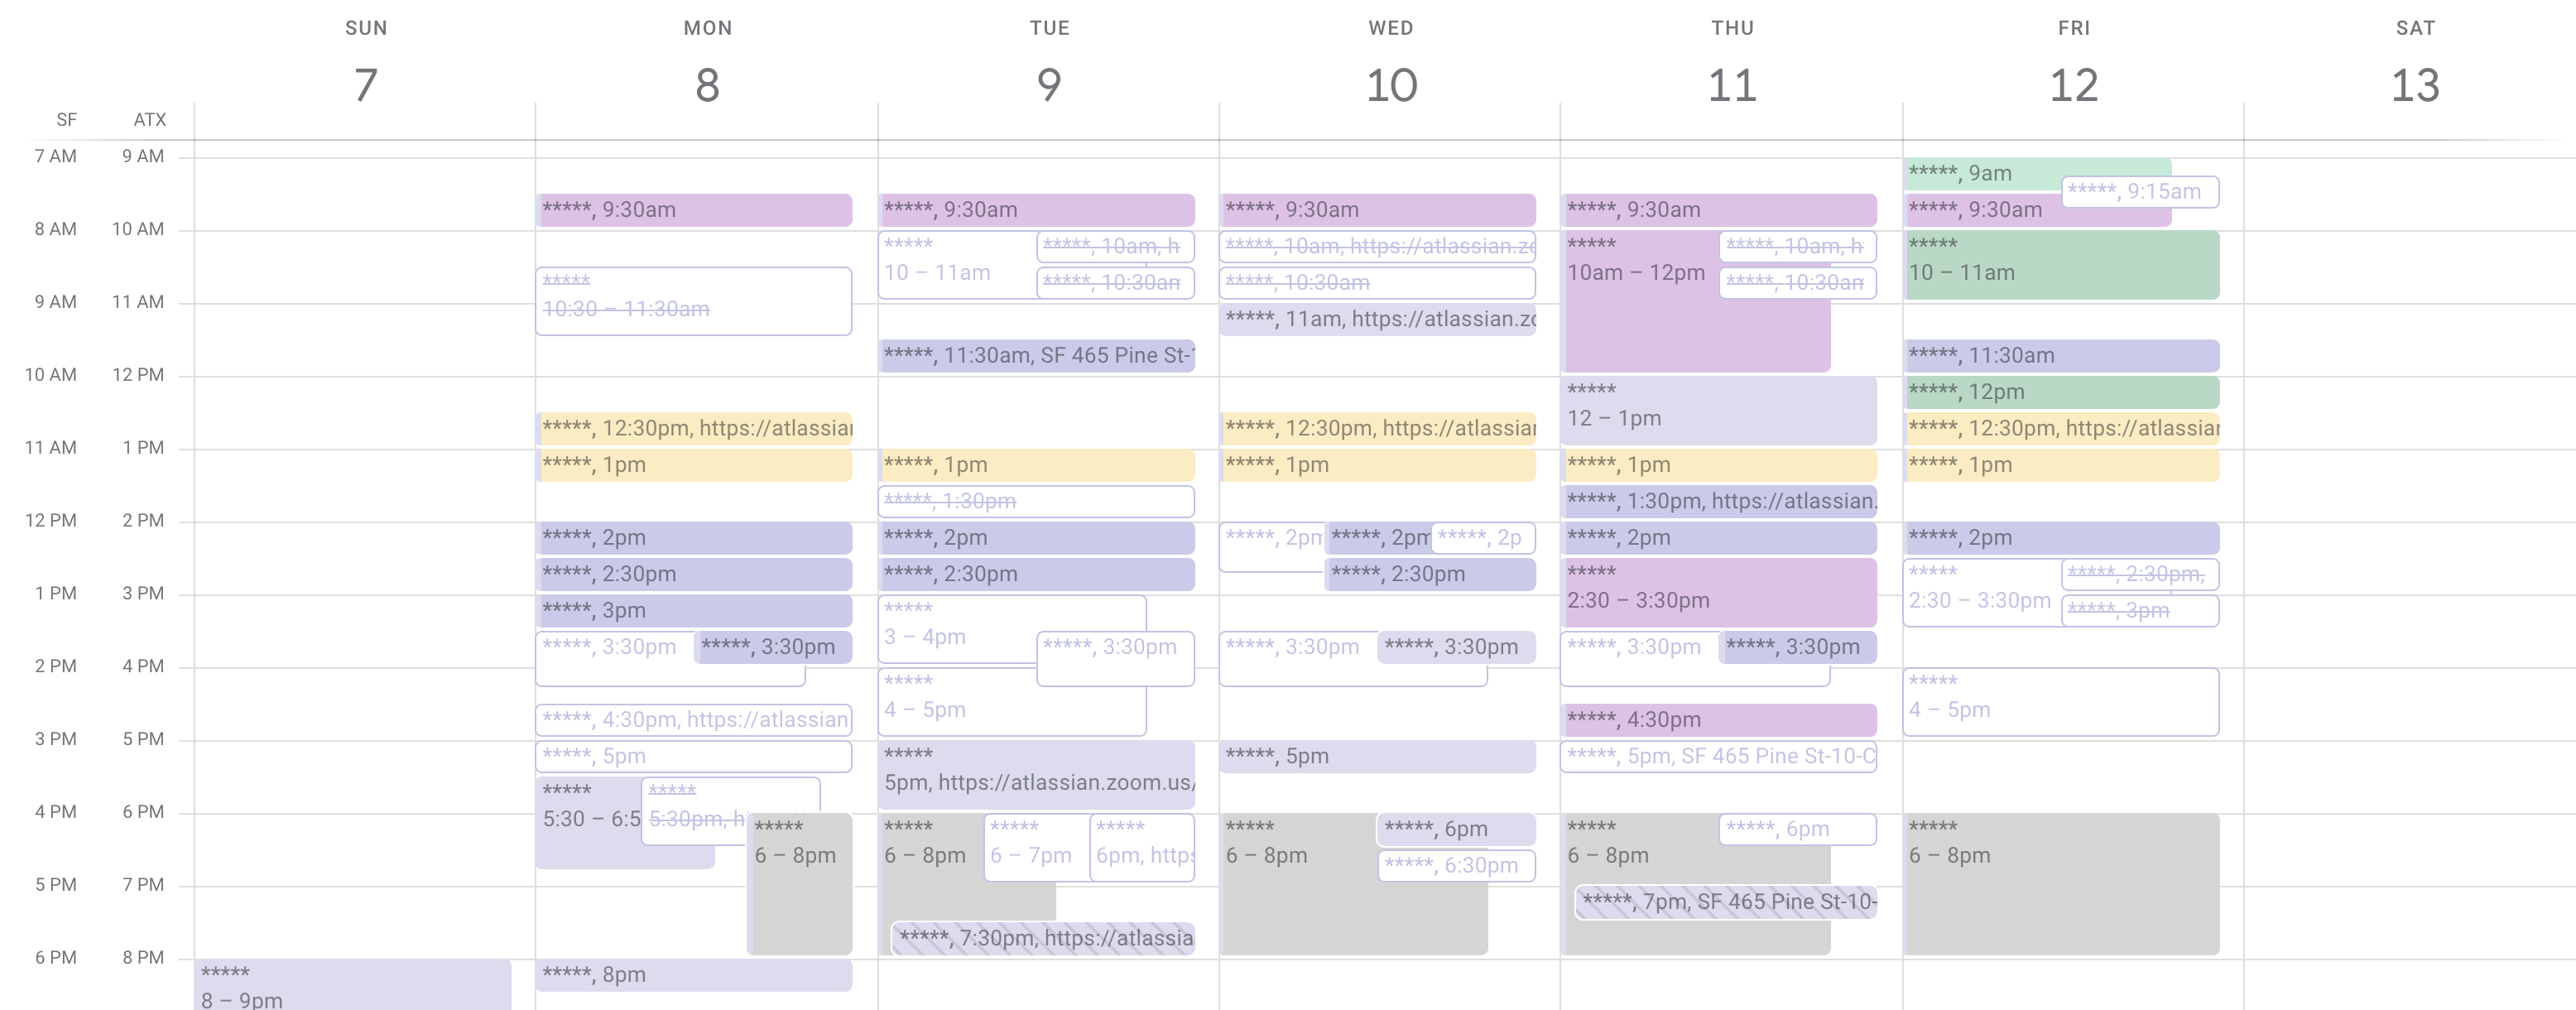 SUN
MON
TUE
WED
THU
FRI
SAT
7
8
9
10
11
12
13
SF
ATX
7 AM
9 AM
8 AM
10 AM
9 AM
11 AM
10 AM
12 PM
11 AM
1 PM
12 PM
2 PM
1 PM
3 PM
2 PM
4 PM
3 PM
5 PM
4 PM
6 PM
5 PM
7 PM
6 PM
8 PM
*****
8 – 9pm
*****, 9:30am
*****
10:30 – 11:30am
*****, 12:30pm, https://atlassian
*****, 1pm
*****, 2pm
*****, 2:30pm
*****, 3pm
*****, 3:30pm
*****, 3:30pm
*****, 4:30pm, https://atlassian
*****, 5pm
*****
5:30 – 6:5
*****
5:30pm, h
*****
6 – 8pm
*****, 8pm
*****, 9:30am
*****
10 – 11am
*****, 10am, h
*****, 10:30am
*****, 11:30am, SF 465 Pine St-1
*****, 1pm
*****, 1:30pm
*****, 2pm
*****, 2:30pm
*****
3 – 4pm
*****, 3:30pm
*****
4 – 5pm
*****
5pm, https://atlassian.zoom.us/
*****
6 – 8pm
*****
6 – 7pm
*****
6pm, https
*****, 7:30pm, https://atlassia
*****, 9:30am
*****, 10am, https://atlassian.zo
*****, 10:30am
*****, 11am, https://atlassian.zo
*****, 12:30pm, https://atlassian
*****, 1pm
*****, 2pm
*****, 2pm
*****, 2p
*****, 2:30pm
*****, 3:30pm
*****, 3:30pm
*****, 5pm
*****
6 – 8pm
*****, 6pm
*****, 6:30pm
*****, 9:30am
*****
10am – 12pm
*****, 10am, h
*****, 10:30am
*****
12 – 1pm
*****, 1pm
*****, 1:30pm, https://atlassian.
*****, 2pm
*****
2:30 – 3:30pm
*****, 3:30pm
*****, 3:30pm
*****, 4:30pm
*****, 5pm, SF 465 Pine St-10-C
*****
6 – 8pm
*****, 6pm
*****, 7pm, SF 465 Pine St-10-
*****, 9am
*****, 9:15am
*****, 9:30am
*****
10 – 11am
*****, 11:30am
*****, 12pm
*****, 12:30pm, https://atlassian
*****, 1pm
*****, 2pm
*****
2:30 – 3:30pm
*****, 2:30pm,
*****, 3pm
*****
4 – 5pm
*****
6 – 8pm